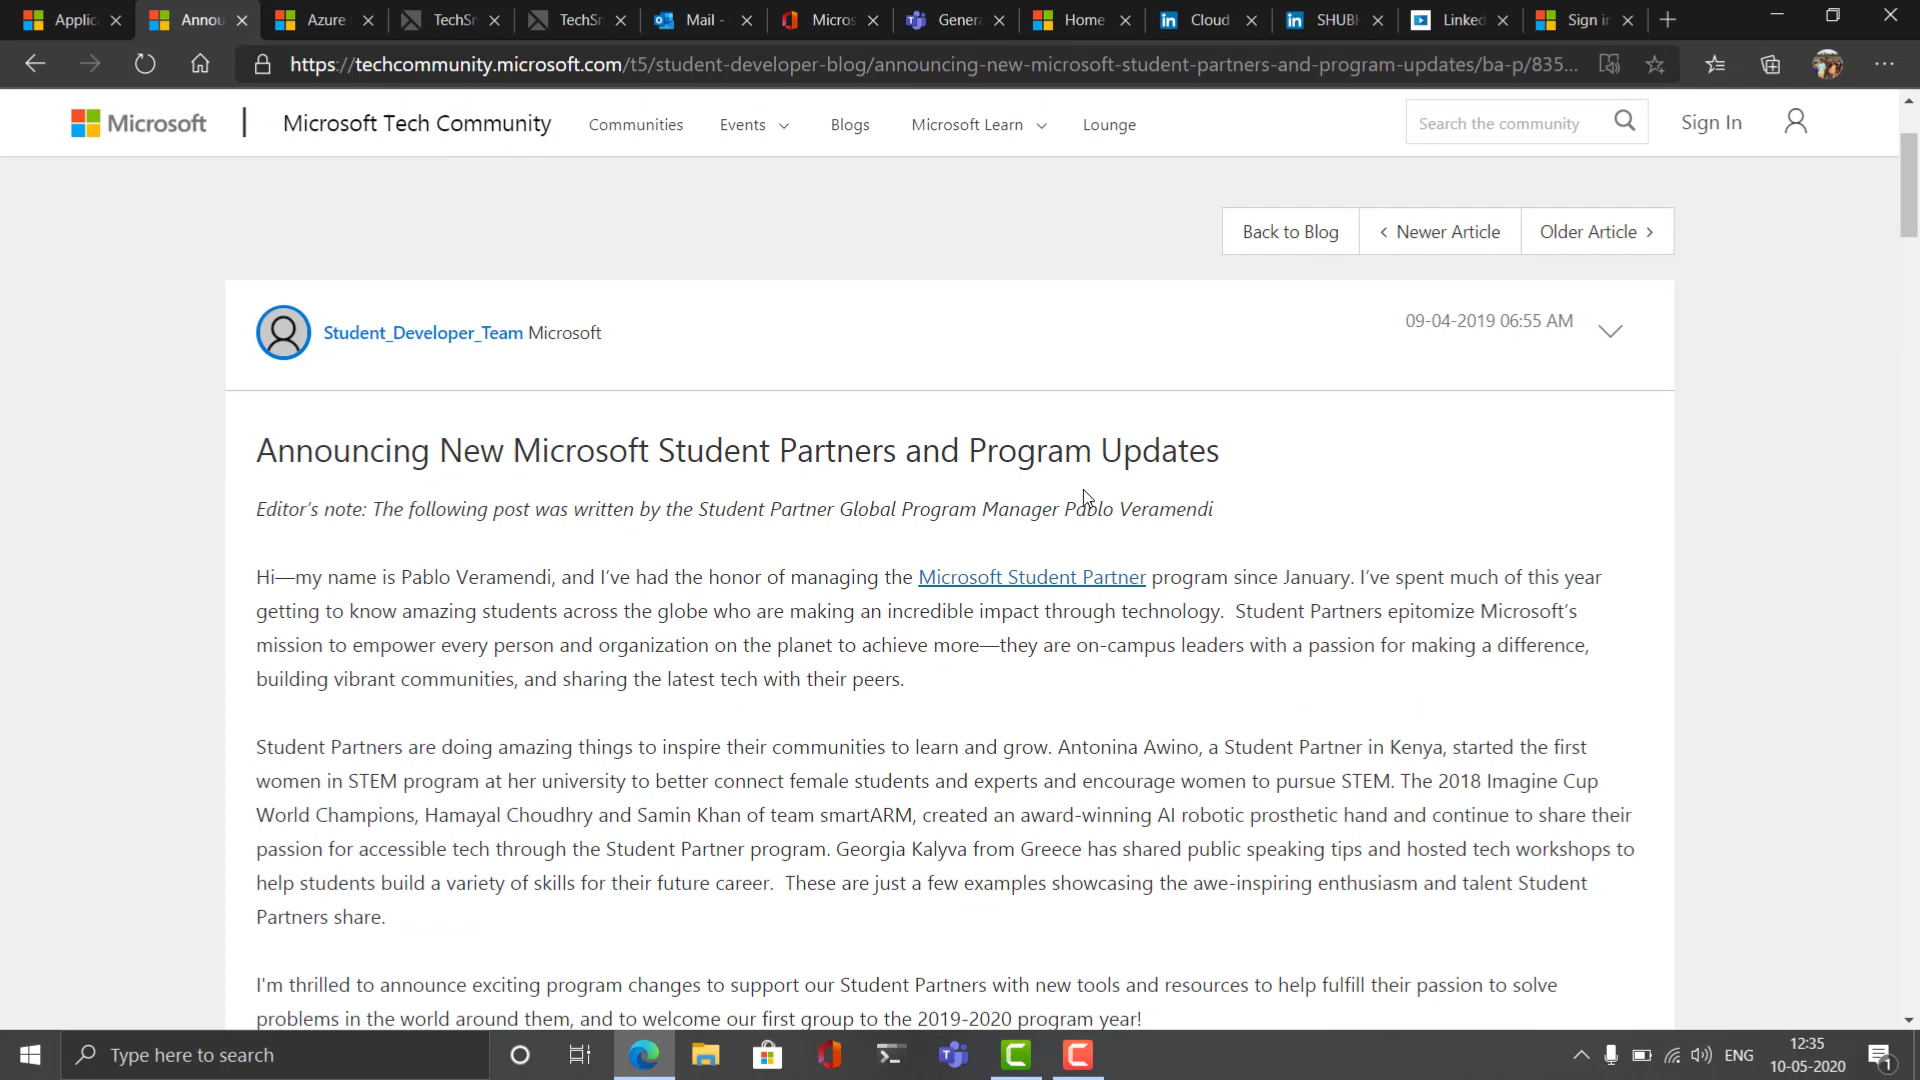 Applic
Annou
Azure
TechSn
TechSn
Mail -
Micros
Genera
Home
Cloud
SHUBH
Linked
Sign in
https://techcommunity.microsoft.com/t5/student-developer-blog/announcing-new-microsoft-student-partners-and-program-updates/ba-p/835...
Microsoft | Microsoft Tech Community Communities Events Blogs Microsoft Learn Lounge Search the community Sign In
Back to Blog Newer Article Older Article
Student_Developer_Team Microsoft 09-04-2019 06:55 AM
Announcing New Microsoft Student Partners and Program Updates
Editor's note: The following post was written by the Student Partner Global Program Manager Pablo Veramendi
Hi—my name is Pablo Veramendi, and I've had the honor of managing the Microsoft Student Partner program since January. I've spent much of this year
getting to know amazing students across the globe who are making an incredible impact through technology. Student Partners epitomize Microsoft's
mission to empower every person and organization on the planet to achieve more—they are on-campus leaders with a passion for making a difference,
building vibrant communities, and sharing the latest tech with their peers.
Student Partners are doing amazing things to inspire their communities to learn and grow. Antonina Awino, a Student Partner in Kenya, started the first
women in STEM program at her university to better connect female students and experts and encourage women to pursue STEM. The 2018 Imagine Cup
World Champions, Hamayal Choudhry and Samin Khan of team smartARM, created an award-winning AI robotic prosthetic hand and continue to share their
passion for accessible tech through the Student Partner program. Georgia Kalyva from Greece has shared public speaking tips and hosted tech workshops to
help students build a variety of skills for their future career. These are just a few examples showcasing the awe-inspiring enthusiasm and talent Student
Partners share.
I'm thrilled to announce exciting program changes to support our Student Partners with new tools and resources to help fulfill their passion to solve
problems in the world around them, and to welcome our first group to the 2019-2020 program year!
Type here to search
ENG
12:35
10-05-2020
1